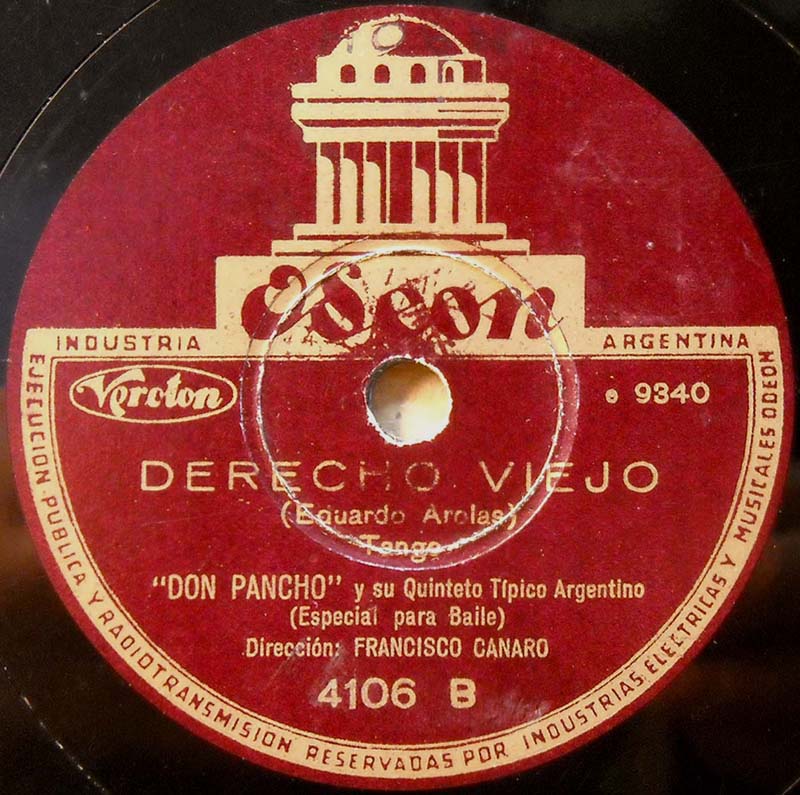 Odeon
INDUSTRIA ARGENTINA
Veroton
e 9340
DERECHO VIEJO
(Eduardo Arolas)
Tango
"DON PANCHO" y su Quinteto Típico Argentino
(Especial para Baile)
Dirección: FRANCISCO CANARO
4106 B
EJECUCION PUBLICA Y RADIOTRANSMISION RESERVADAS POR INDUSTRIAS ELECTRICAS Y MUSICALES ODEON